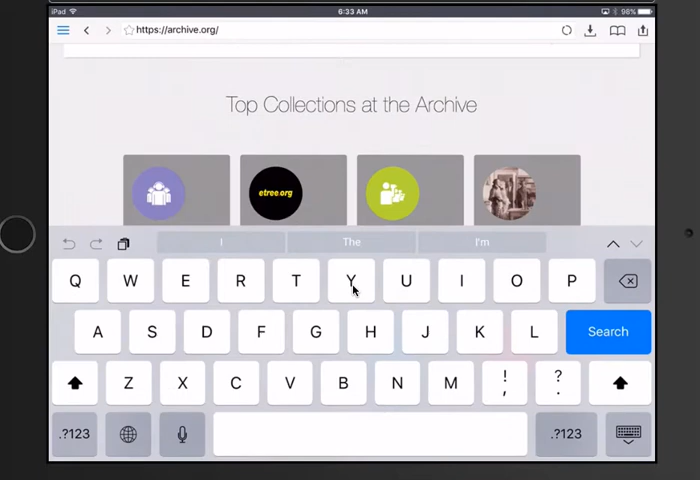 iPad 6:33 AM 98%
https://archive.org/
Top Collections at the Archive
etree.org
I The I'm
Q W E R T Y U I O P
A S D F G H J K L Search
Z X C V B N M ! , ? .
.?123 .?123